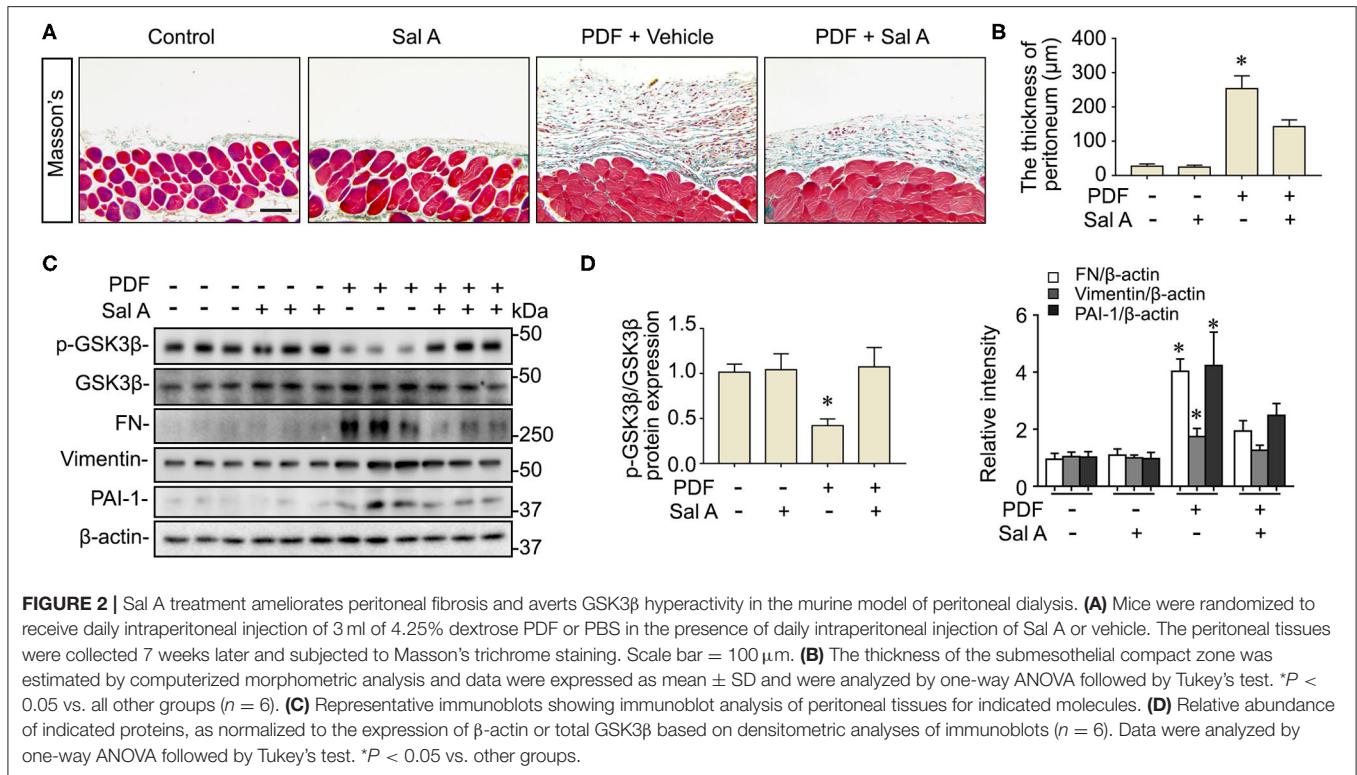 A
Control
Sal A
PDF + Vehicle
PDF + Sal A
Masson's
B
The thickness of
peritoneum (μm)
400
300
200
100
0
*
PDF - - + +
Sal A - + - +
C
PDF - - - - - - + + + + + +
Sal A - - - + + + - - - + + + kDa
p-GSK3β- -50
GSK3β- -50
FN- -250
Vimentin- -50
PAI-1- -37
β-actin- -37
D
p-GSK3β/GSK3β
protein expression
1.5
1.0
0.5
0.0
*
PDF - - + +
Sal A - + - +
FN/β-actin
Vimentin/β-actin
PAI-1/β-actin
Relative intensity
6
4
2
0
* * *
PDF - - + +
Sal A - + - +
FIGURE 2 | Sal A treatment ameliorates peritoneal fibrosis and averts GSK3β hyperactivity in the murine model of peritoneal dialysis. (A) Mice were randomized to
receive daily intraperitoneal injection of 3 ml of 4.25% dextrose PDF or PBS in the presence of daily intraperitoneal injection of Sal A or vehicle. The peritoneal tissues
were collected 7 weeks later and subjected to Masson's trichrome staining. Scale bar = 100 μm. (B) The thickness of the submesothelial compact zone was
estimated by computerized morphometric analysis and data were expressed as mean ± SD and were analyzed by one-way ANOVA followed by Tukey's test. *P <
0.05 vs. all other groups (n = 6). (C) Representative immunoblots showing immunoblot analysis of peritoneal tissues for indicated molecules. (D) Relative abundance
of indicated proteins, as normalized to the expression of β-actin or total GSK3β based on densitometric analyses of immunoblots (n = 6). Data were analyzed by
one-way ANOVA followed by Tukey's test. *P < 0.05 vs. other groups.